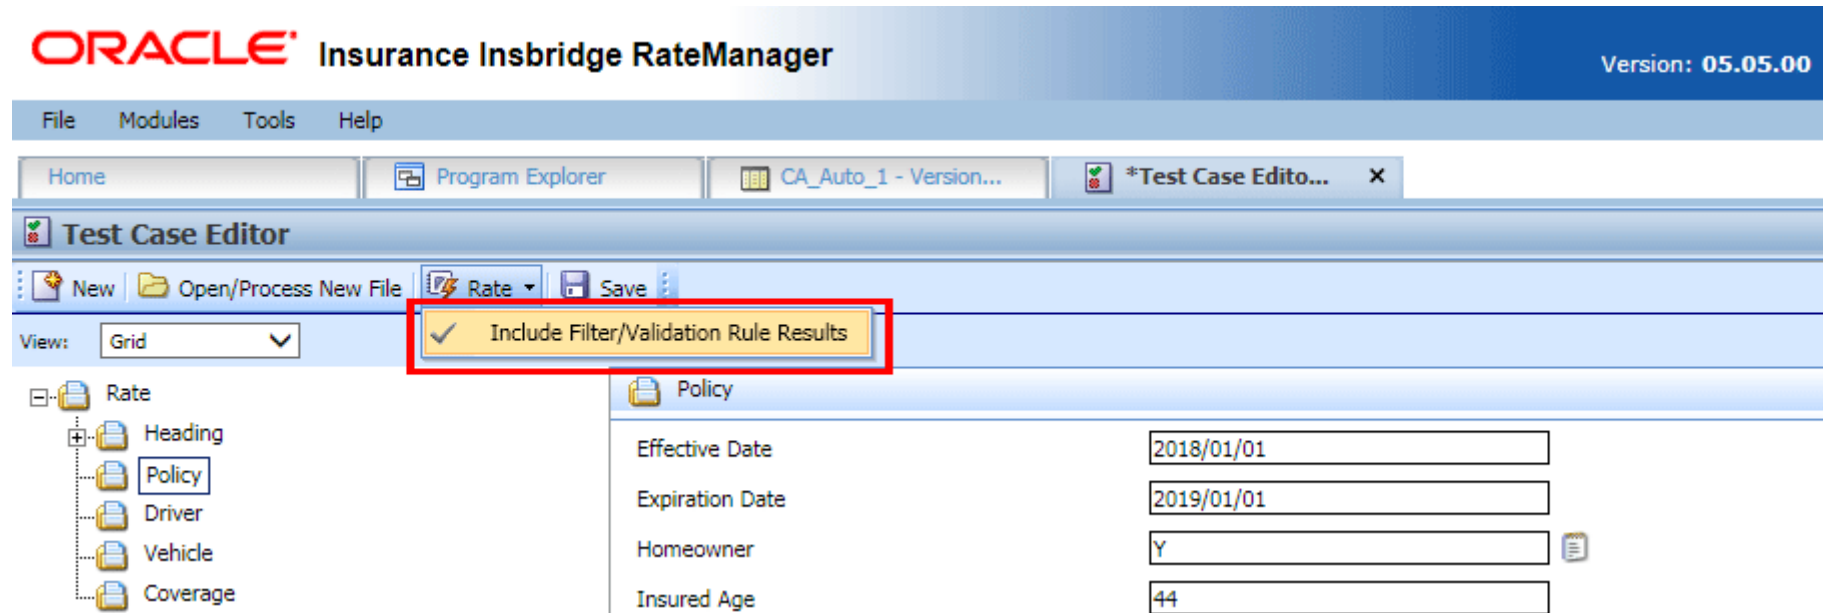 ORACLE Insurance Insbridge RateManager
Version: 05.05.00
File Modules Tools Help
Home Program Explorer CA_Auto_1 - Version... *Test Case Edito... ×
Test Case Editor
New Open/Process New File Rate Save
View: Grid
Include Filter/Validation Rule Results
Rate
Heading
Policy
Driver
Vehicle
Coverage
Policy
Effective Date 2018/01/01
Expiration Date 2019/01/01
Homeowner Y
Insured Age 44